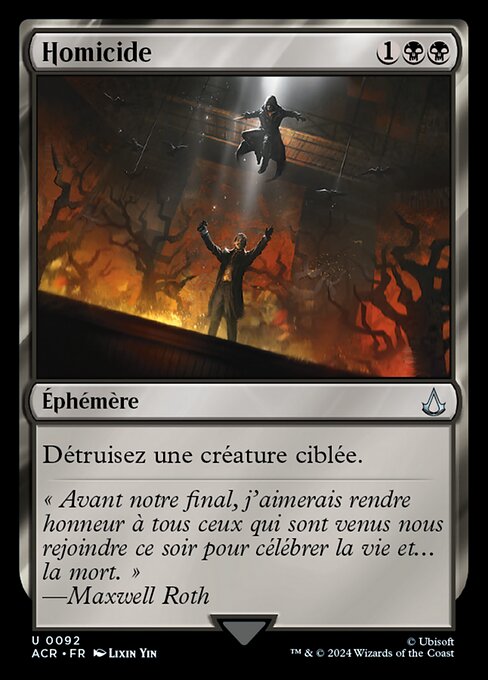 Homicide 1
Éphémère
Détruisez une créature ciblée.
« Avant notre final, j'aimerais rendre
honneur à tous ceux qui sont venus nous
rejoindre ce soir pour célébrer la vie et…
la mort. »
—Maxwell Roth
U 0092 © Ubisoft
ACR • FR Lixin Yin ™ & © 2024 Wizards of the Coast